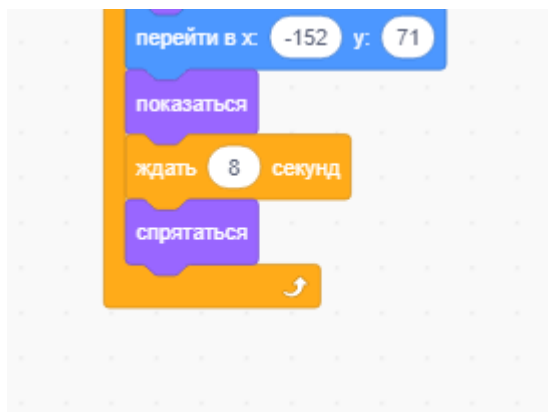 перейти в x: -152 y: 71
показаться
ждать 8 секунд
спрятаться